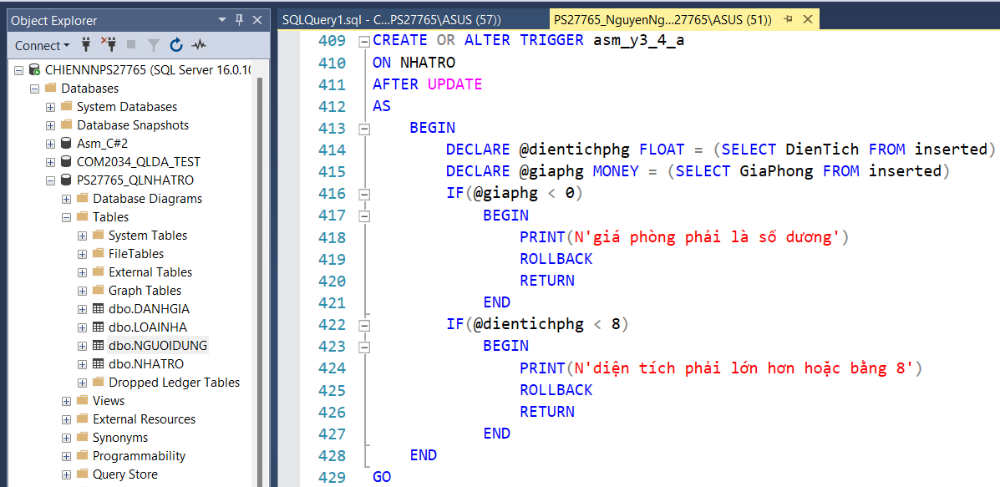 Object Explorer
Connect
CHIENNNPS27765 (SQL Server 16.0.10
Databases
System Databases
Database Snapshots
Asm_C#2
COM2034_QLDA_TEST
PS27765_QLNHATRO
Database Diagrams
Tables
System Tables
FileTables
External Tables
Graph Tables
dbo.DANHGIA
dbo.LOAINHA
dbo.NGUOIDUNG
dbo.NHATRO
Dropped Ledger Tables
Views
External Resources
Synonyms
Programmability
Query Store
SQLQuery1.sql - C...PS27765\ASUS (57))
PS27765_NguyenNg...27765\ASUS (51))
409 CREATE OR ALTER TRIGGER asm_y3_4_a
410 ON NHATRO
411 AFTER UPDATE
412 AS
413 BEGIN
414 DECLARE @dientichphg FLOAT = (SELECT DienTich FROM inserted)
415 DECLARE @giaphg MONEY = (SELECT GiaPhong FROM inserted)
416 IF(@giaphg < 0)
417 BEGIN
418 PRINT(N'giá phòng phải là số dương')
419 ROLLBACK
420 RETURN
421 END
422 IF(@dientichphg < 8)
423 BEGIN
424 PRINT(N'diện tích phải lớn hơn hoặc bằng 8')
425 ROLLBACK
426 RETURN
427 END
428 END
429 GO